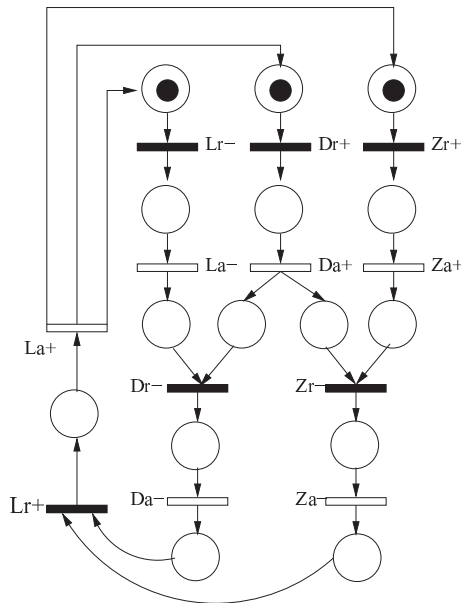 Lr− Dr+ Zr+
La− Da+ Za+
La+
Dr− Zr−
Da− Za−
Lr+